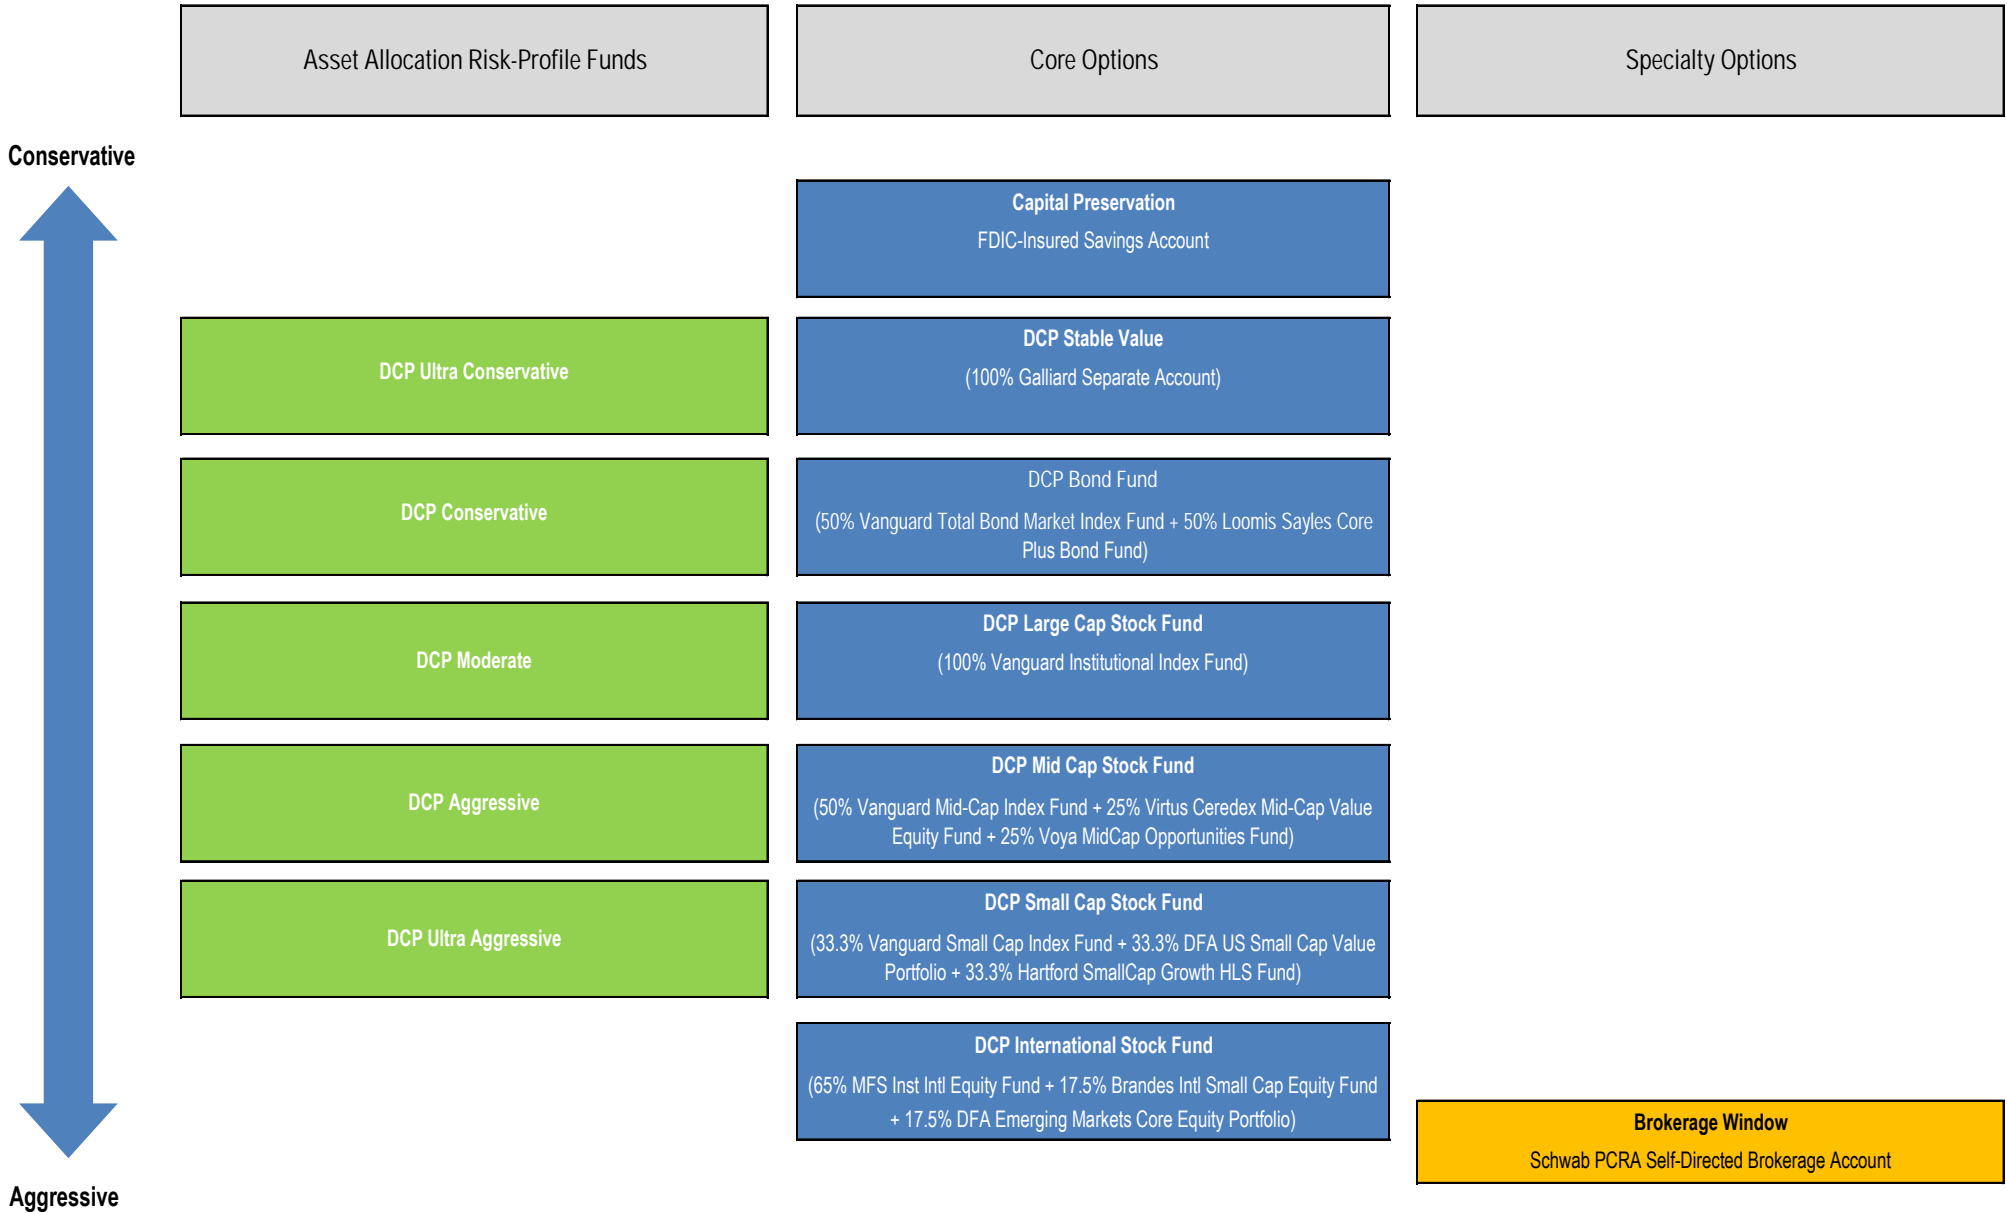 Asset Allocation Risk-Profile Funds
Core Options
Specialty Options
Conservative
Capital Preservation
FDIC-Insured Savings Account
DCP Ultra Conservative
DCP Stable Value
(100% Galliard Separate Account)
DCP Conservative
DCP Bond Fund
(50% Vanguard Total Bond Market Index Fund + 50% Loomis Sayles Core
Plus Bond Fund)
DCP Moderate
DCP Large Cap Stock Fund
(100% Vanguard Institutional Index Fund)
DCP Aggressive
DCP Mid Cap Stock Fund
(50% Vanguard Mid-Cap Index Fund + 25% Virtus Ceredex Mid-Cap Value
Equity Fund + 25% Voya MidCap Opportunities Fund)
DCP Ultra Aggressive
DCP Small Cap Stock Fund
(33.3% Vanguard Small Cap Index Fund + 33.3% DFA US Small Cap Value
Portfolio + 33.3% Hartford SmallCap Growth HLS Fund)
DCP International Stock Fund
(65% MFS Inst Intl Equity Fund + 17.5% Brandes Intl Small Cap Equity Fund
+ 17.5% DFA Emerging Markets Core Equity Portfolio)
Brokerage Window
Schwab PCRA Self-Directed Brokerage Account
Aggressive